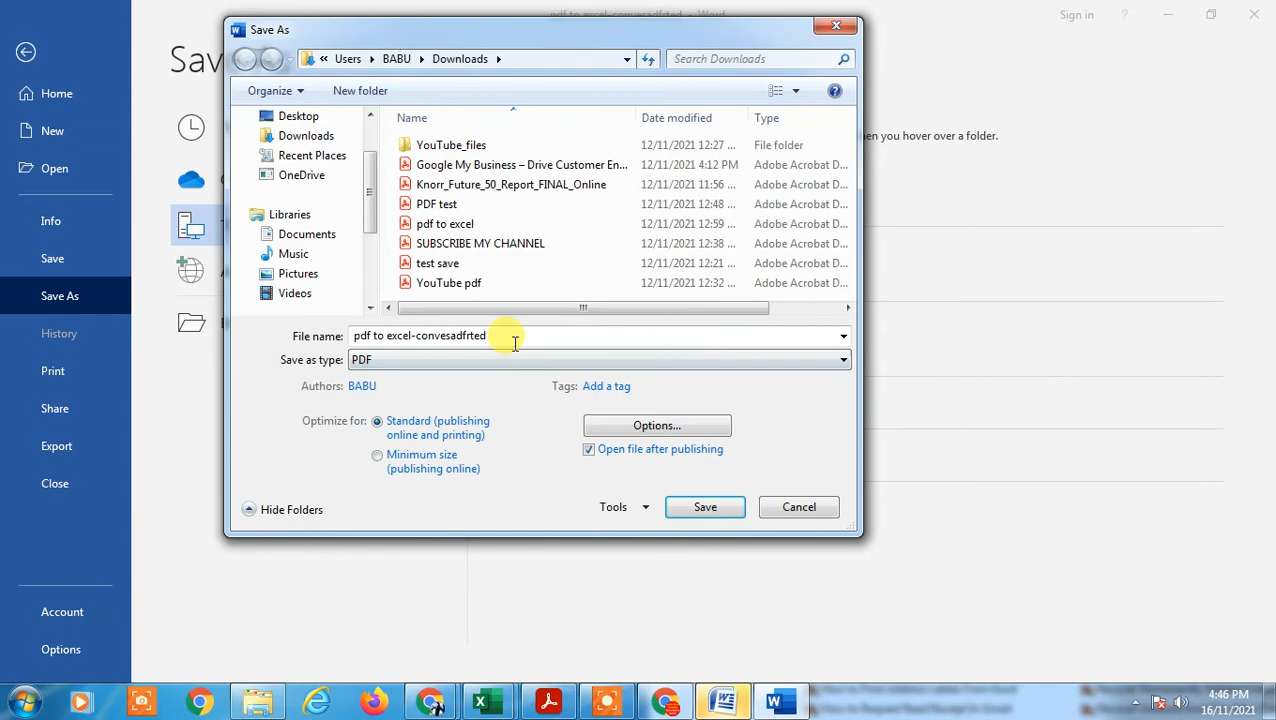 pdf to excel-convesadfrted - Word
Sign in ?
Save As
« Users BABU Downloads
Search Downloads
Organize New folder
Name Date modified Type
Desktop
Downloads
Recent Places
OneDrive
Libraries
Documents
Music
Pictures
Videos
YouTube_files 12/11/2021 12:27 ... File folder
Google My Business – Drive Customer En... 12/11/2021 4:12 PM Adobe Acrobat D...
Knorr_Future_50_Report_FINAL_Online 12/11/2021 11:56 ... Adobe Acrobat D...
PDF test 12/11/2021 12:48 ... Adobe Acrobat D...
pdf to excel 12/11/2021 12:59 ... Adobe Acrobat D...
SUBSCRIBE MY CHANNEL 12/11/2021 12:38 ... Adobe Acrobat D...
test save 12/11/2021 12:21 ... Adobe Acrobat D...
YouTube pdf 12/11/2021 12:32 ... Adobe Acrobat D...
File name: pdf to excel-convesadfrted
Save as type: PDF
Authors: BABU Tags: Add a tag
Optimize for: Standard (publishing
online and printing)
Minimum size
(publishing online)
Options...
Open file after publishing
Hide Folders Tools Save Cancel
Sav
hen you hover over a folder.
Home
New
Open
Info
Save
Save As
History
Print
Share
Export
Close
Account
Options
4:46 PM
16/11/2021